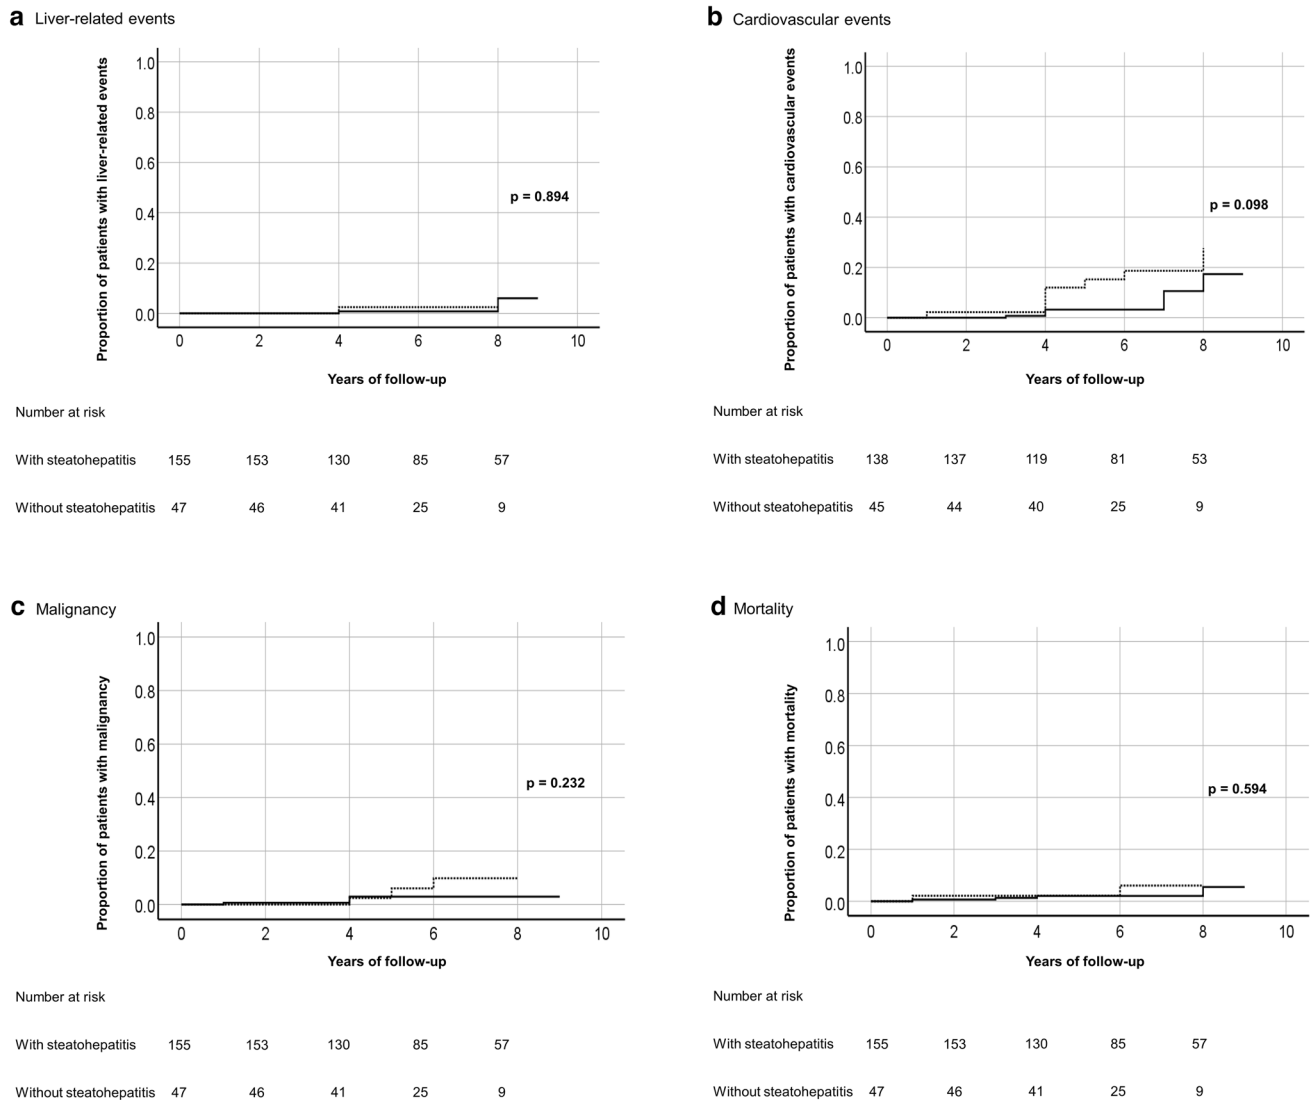 a Liver-related events
Proportion of patients with liver-related events
1.0
0.8
0.6
0.4
0.2
0.0
p = 0.894
0 2 4 6 8 10
Years of follow-up
Number at risk
With steatohepatitis 155 153 130 85 57
Without steatohepatitis 47 46 41 25 9
b Cardiovascular events
Proportion of patients with cardiovascular events
1.0
0.8
0.6
0.4
0.2
0.0
p = 0.098
0 2 4 6 8 10
Years of follow-up
Number at risk
With steatohepatitis 138 137 119 81 53
Without steatohepatitis 45 44 40 25 9
c Malignancy
Proportion of patients with malignancy
1.0
0.8
0.6
0.4
0.2
0.0
p = 0.232
0 2 4 6 8 10
Years of follow-up
Number at risk
With steatohepatitis 155 153 130 85 57
Without steatohepatitis 47 46 41 25 9
d Mortality
Proportion of patients with mortality
1.0
0.8
0.6
0.4
0.2
0.0
p = 0.594
0 2 4 6 8 10
Years of follow-up
Number at risk
With steatohepatitis 155 153 130 85 57
Without steatohepatitis 47 46 41 25 9